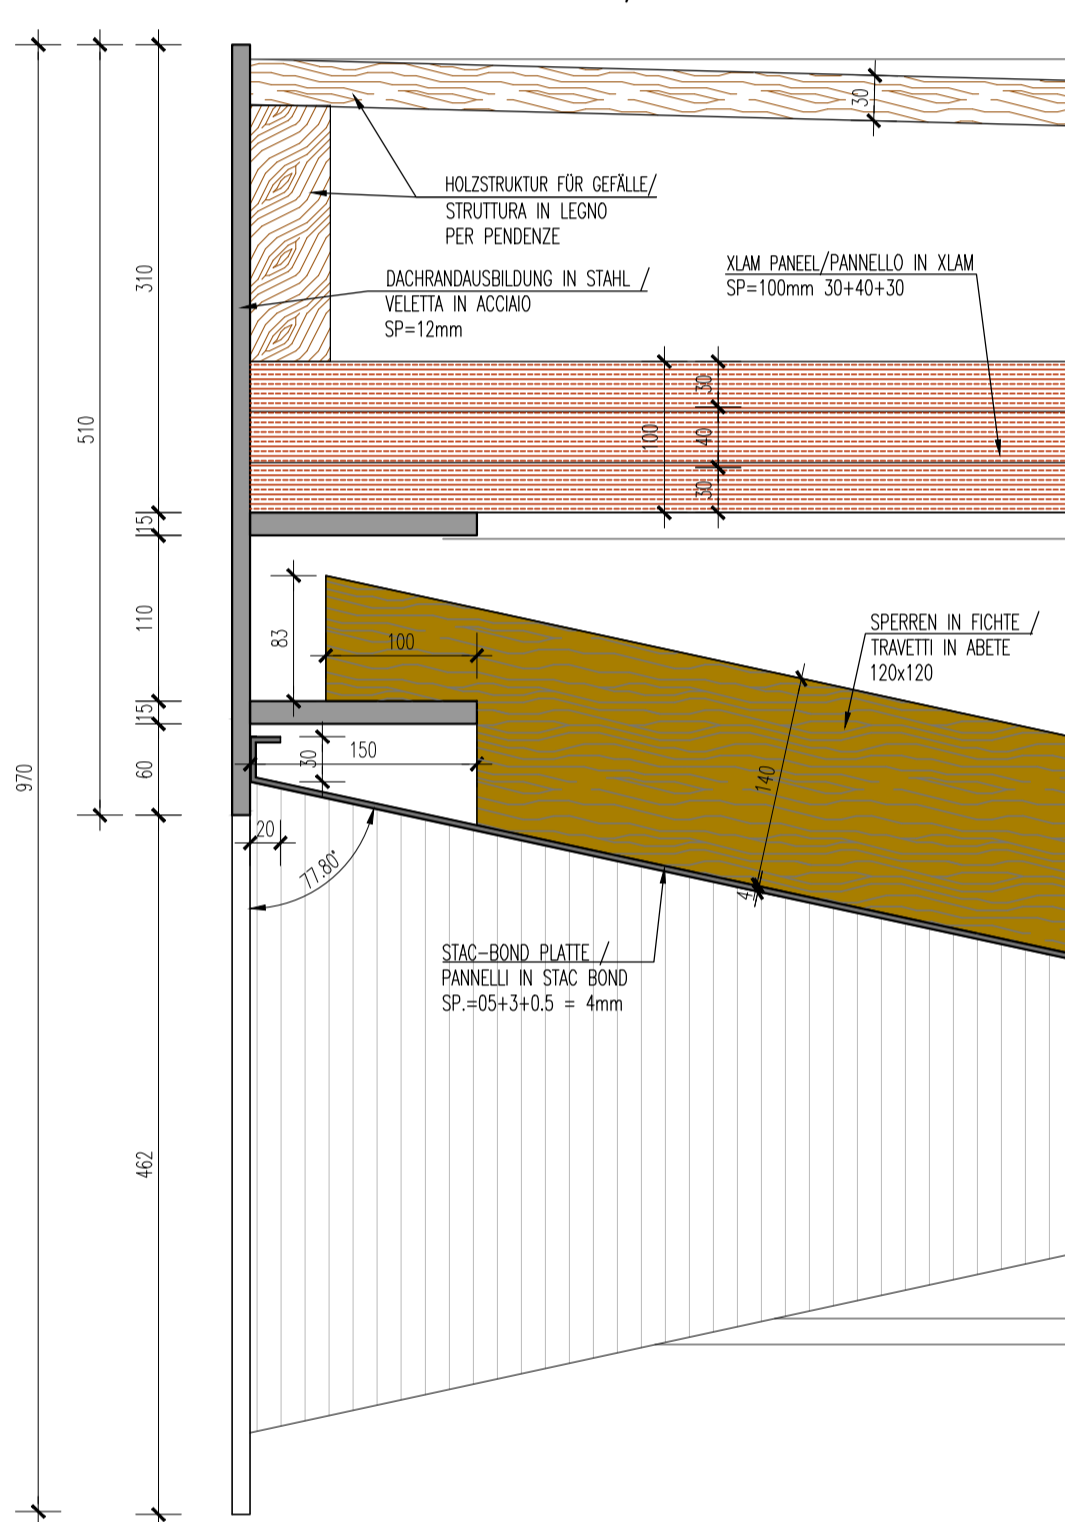 30
HOLZSTRUKTUR FÜR GEFÄLLE/
STRUTTURA IN LEGNO
PER PENDENZE
XLAM PANEEL/PANNELLO IN XLAM
SP=100mm 30+40+30
DACHRANDAUSBILDUNG IN STAHL /
VELETTA IN ACCIAIO
SP=12mm
310
510
30
100
40
30
15
110
83
100
SPERREN IN FICHTE /
TRAVETTI IN ABETE
120x120
15
60
970
30
150
140
20
77.80°
4
STAC-BOND PLATTE /
PANNELLI IN STAC BOND
SP.=05+3+0.5 = 4mm
462